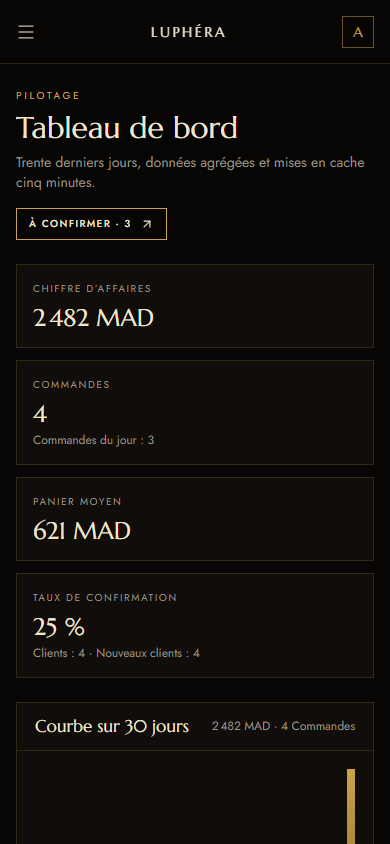 LUPHÉRA
A
PILOTAGE
Tableau de bord
Trente derniers jours, données agrégées et mises en cache
cinq minutes.
À CONFIRMER · 3
CHIFFRE D'AFFAIRES
2 482 MAD
COMMANDES
4
Commandes du jour : 3
PANIER MOYEN
621 MAD
TAUX DE CONFIRMATION
25 %
Clients : 4 · Nouveaux clients : 4
Courbe sur 30 jours
2 482 MAD · 4 Commandes